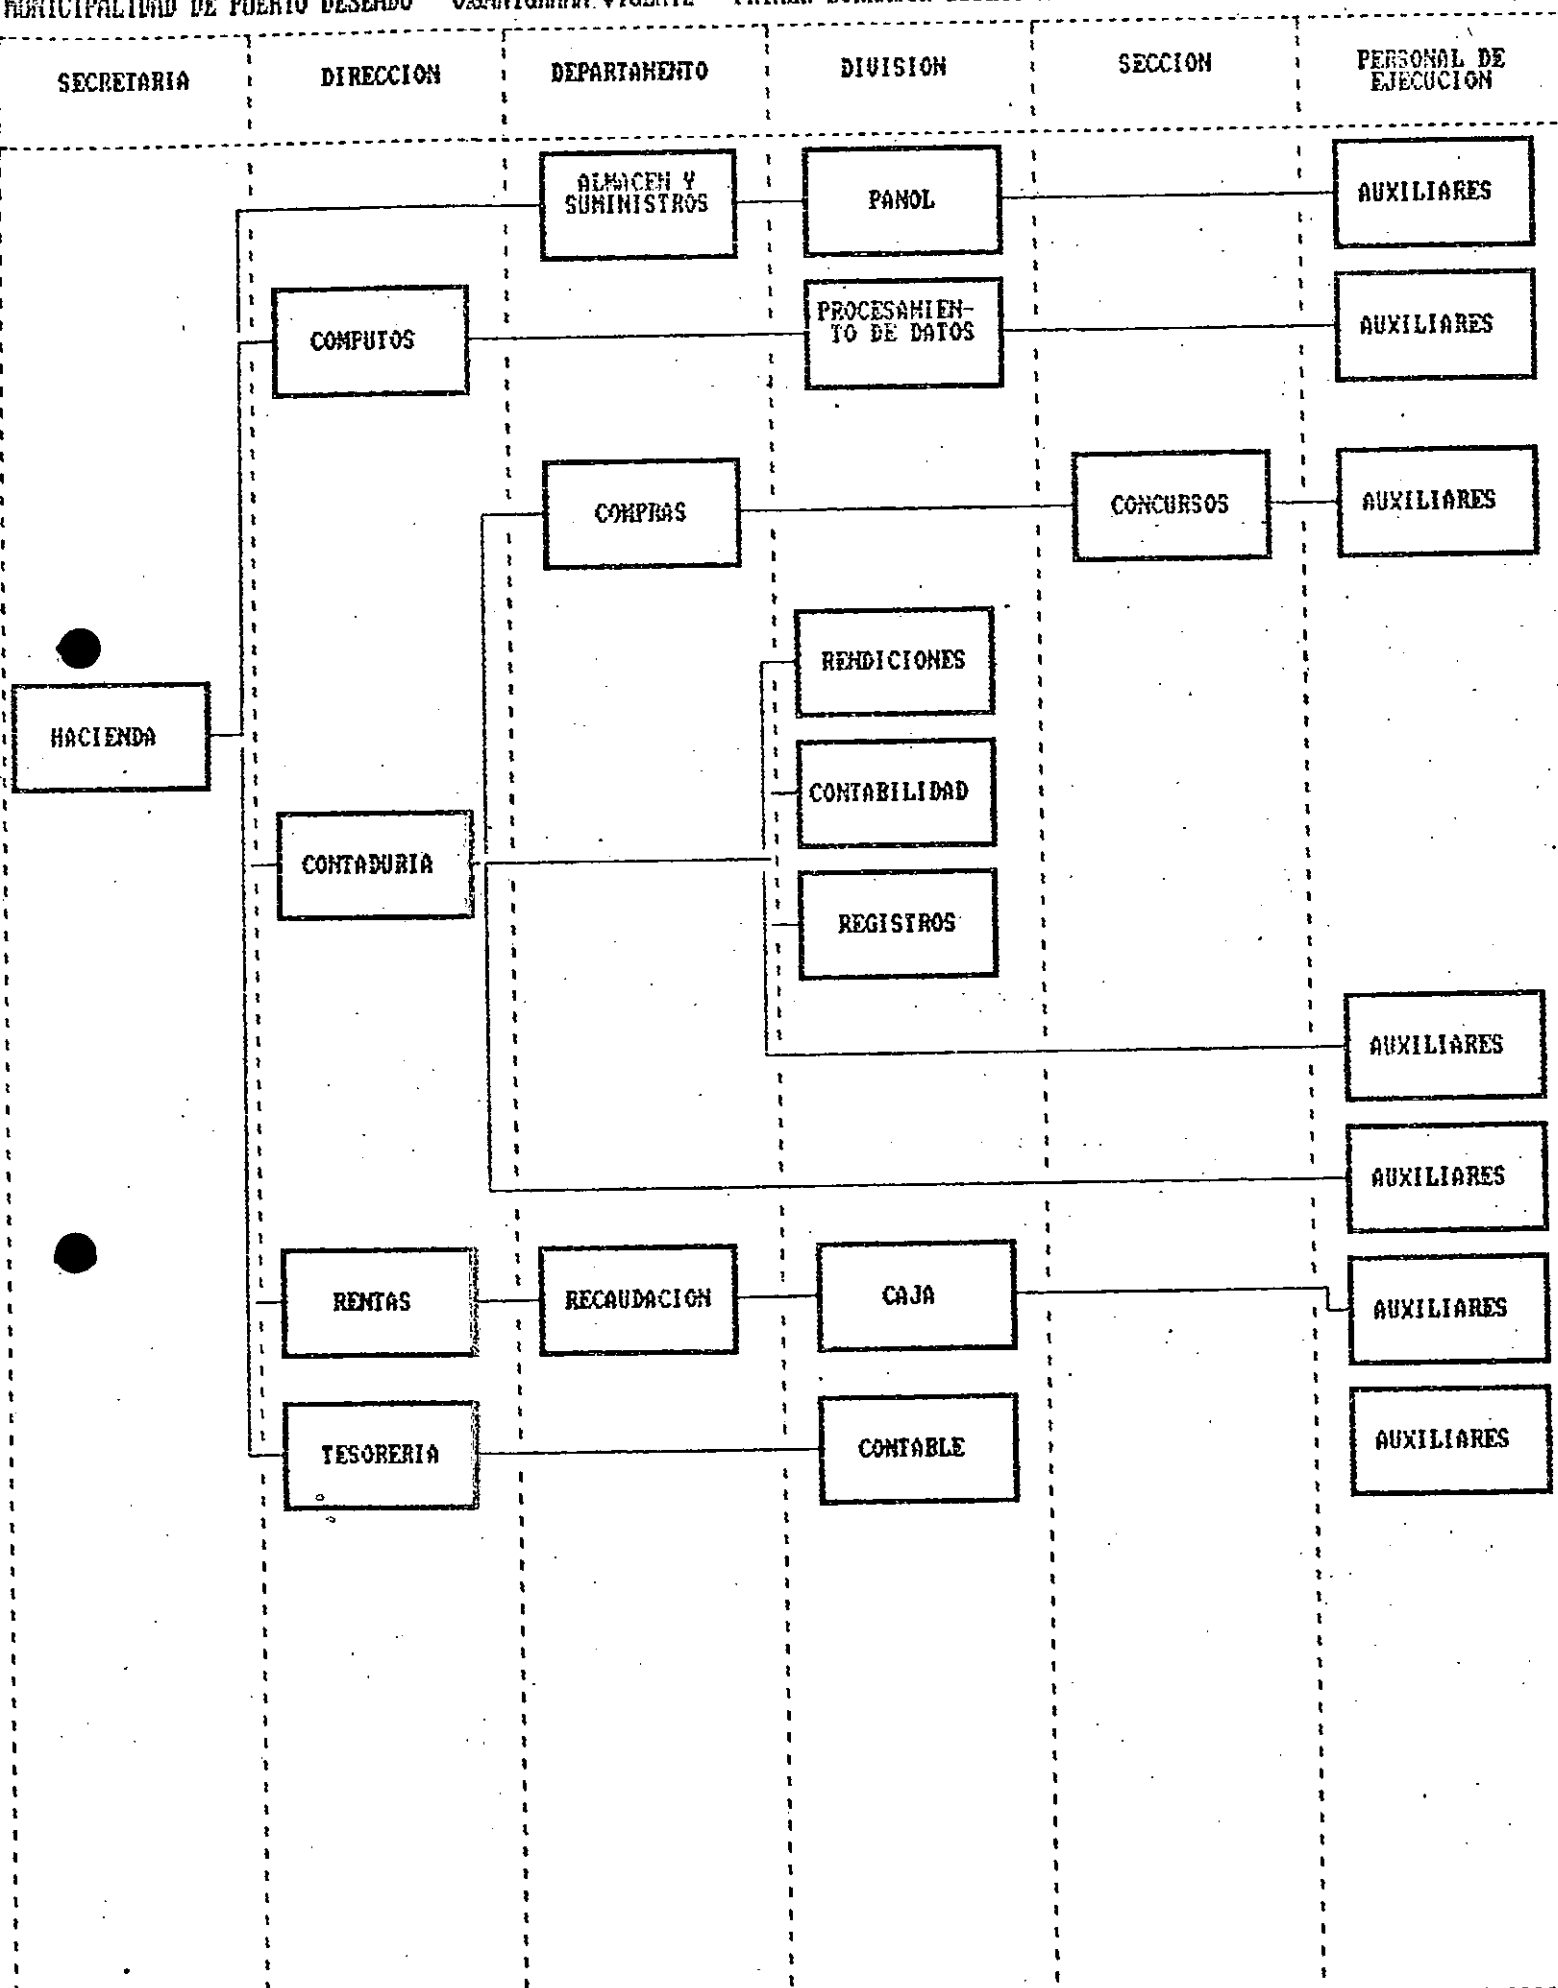 MUNICIPALIDAD DE PUERTO DESEADO
SECRETARIA
DIRECCION
DEPARTAMENTO
DIVISION
SECCION
PERSONAL DE
EJECUCION
ALMACEN Y
SUMINISTROS
PANOL
AUXILIARES
COMPUTOS
PROCESAMIEN-
TO DE DATOS
AUXILIARES
COMPRAS
CONCURSOS
AUXILIARES
RENDICIONES
HACIENDA
CONTABILIDAD
CONTADURIA
REGISTROS
AUXILIARES
AUXILIARES
RENTAS
RECAUDACION
CAJA
AUXILIARES
TESORERIA
CONTABLE
AUXILIARES